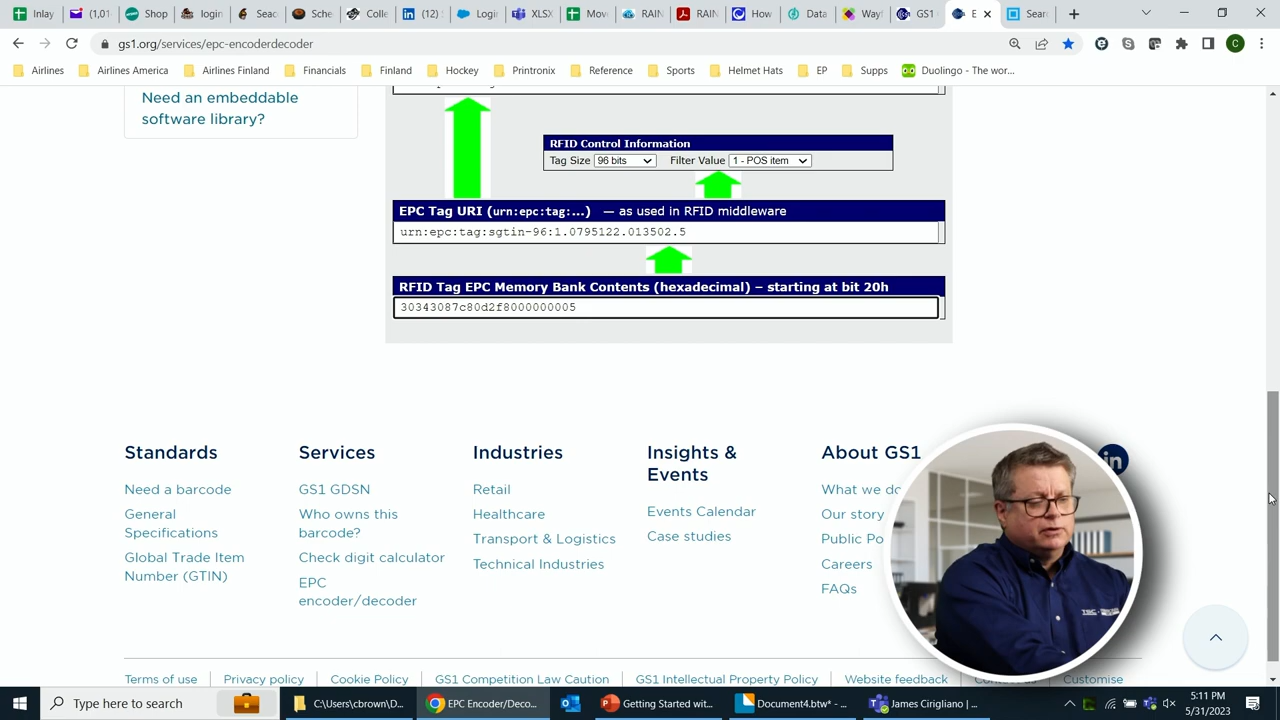 Inlay
1,01
Shop
login
Seac
Sche
Colle
(12)
Login
XLSX
Mov
RAIN
RAIN
How
Data
Way
GS1
E
Sear
gs1.org/services/epc-encoderdecoder
C
Airlines
Airlines America
Airlines Finland
Financials
Finland
Hockey
Printronix
Reference
Sports
Helmet Hats
EP
Supps
Duolingo - The wor...
Need an embeddable
software library?
RFID Control Information
Tag Size 96 bits Filter Value 1 - POS item
EPC Tag URI (urn:epc:tag:...) — as used in RFID middleware
urn:epc:tag:sgtin-96:1.0795122.013502.5
RFID Tag EPC Memory Bank Contents (hexadecimal) – starting at bit 20h
30343087c80d2f8000000005
Standards
Need a barcode
General
Specifications
Global Trade Item
Number (GTIN)
Services
GS1 GDSN
Who owns this
barcode?
Check digit calculator
EPC
encoder/decoder
Industries
Retail
Healthcare
Transport & Logistics
Technical Industries
Insights &
Events
Events Calendar
Case studies
About GS1
What we do
Our story
Public Po
Careers
FAQs
in
Terms of use
Privacy policy
Cookie Policy
GS1 Competition Law Caution
GS1 Intellectual Property Policy
Website feedback
Customise
Type here to search
C:\Users\cbrown\D...
EPC Encoder/Deco...
Getting Started wit...
Document4.btw* - ...
James Cirigliano | ...
5:11 PM
5/31/2023